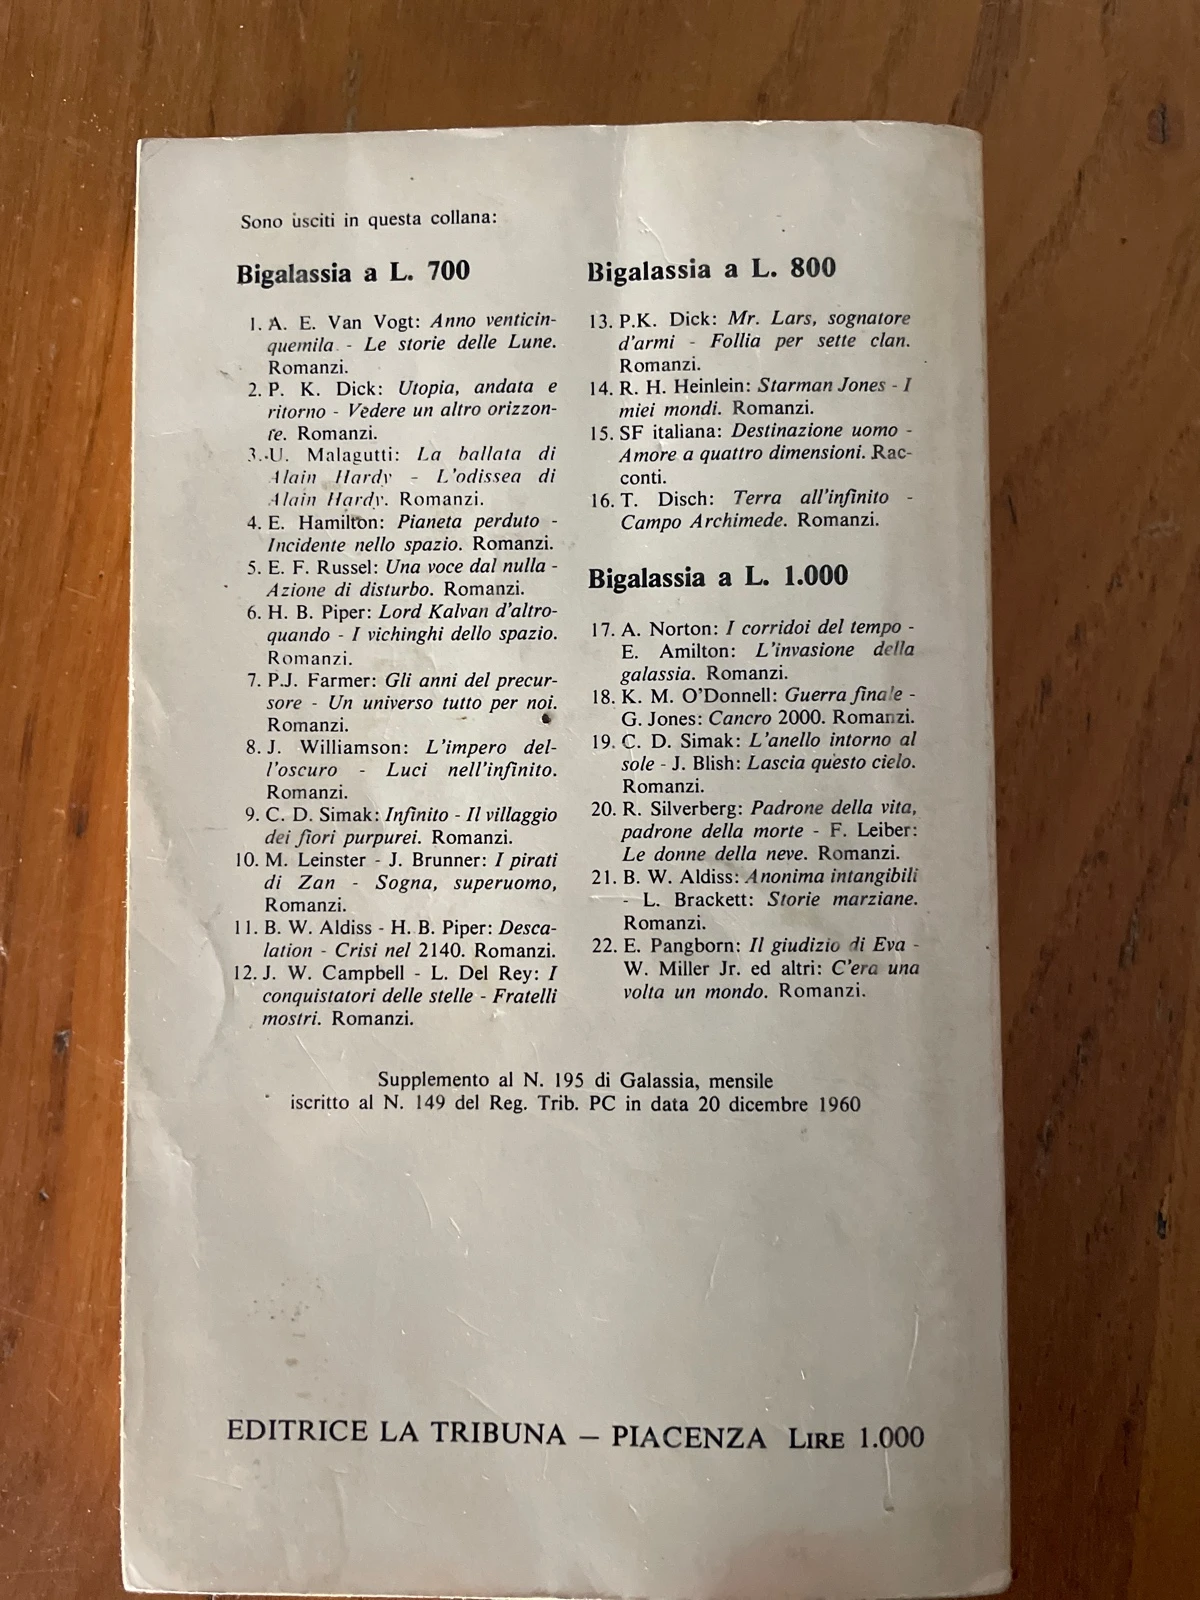 Sono usciti in questa collana:
Bigalassia a L. 700
1. A. E. Van Vogt: Anno venticin-
quemila - Le storie delle Lune.
Romanzi.
2. P. K. Dick: Utopia, andata e
ritorno - Vedere un altro orizzon-
te. Romanzi.
3. U. Malagutti: La ballata di
Alain Hardy - L'odissea di
Alain Hardy. Romanzi.
4. E. Hamilton: Pianeta perduto -
Incidente nello spazio. Romanzi.
5. E. F. Russel: Una voce dal nulla -
Azione di disturbo. Romanzi.
6. H. B. Piper: Lord Kalvan d'altro-
quando - I vichinghi dello spazio.
Romanzi.
7. P.J. Farmer: Gli anni del precur-
sore - Un universo tutto per noi.
Romanzi.
8. J. Williamson: L'impero del-
l'oscuro - Luci nell'infinito.
Romanzi.
9. C. D. Simak: Infinito - Il villaggio
dei fiori purpurei. Romanzi.
10. M. Leinster - J. Brunner: I pirati
di Zan - Sogna, superuomo,
Romanzi.
11. B. W. Aldiss - H. B. Piper: Desca-
lation - Crisi nel 2140. Romanzi.
12. J. W. Campbell - L. Del Rey: I
conquistatori delle stelle - Fratelli
mostri. Romanzi.
Bigalassia a L. 800
13. P.K. Dick: Mr. Lars, sognatore
d'armi - Follia per sette clan.
Romanzi.
14. R. H. Heinlein: Starman Jones - I
miei mondi. Romanzi.
15. SF italiana: Destinazione uomo -
Amore a quattro dimensioni. Rac-
conti.
16. T. Disch: Terra all'infinito -
Campo Archimede. Romanzi.
Bigalassia a L. 1.000
17. A. Norton: I corridoi del tempo -
E. Amilton: L'invasione della
galassia. Romanzi.
18. K. M. O'Donnell: Guerra finale -
G. Jones: Cancro 2000. Romanzi.
19. C. D. Simak: L'anello intorno al
sole - J. Blish: Lascia questo cielo.
Romanzi.
20. R. Silverberg: Padrone della vita,
padrone della morte - F. Leiber:
Le donne della neve. Romanzi.
21. B. W. Aldiss: Anonima intangibili
- L. Brackett: Storie marziane.
Romanzi.
22. E. Pangborn: Il giudizio di Eva -
W. Miller Jr. ed altri: C'era una
volta un mondo. Romanzi.
Supplemento al N. 195 di Galassia, mensile
iscritto al N. 149 del Reg. Trib. PC in data 20 dicembre 1960
EDITRICE LA TRIBUNA – PIACENZA LIRE 1.000